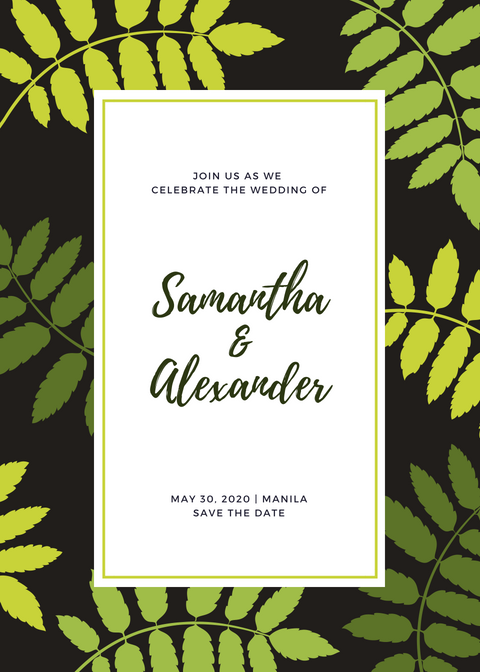 JOIN US AS WE
CELEBRATE THE WEDDING OF
Samantha
&
Alexander
MAY 30, 2020 | MANILA
SAVE THE DATE